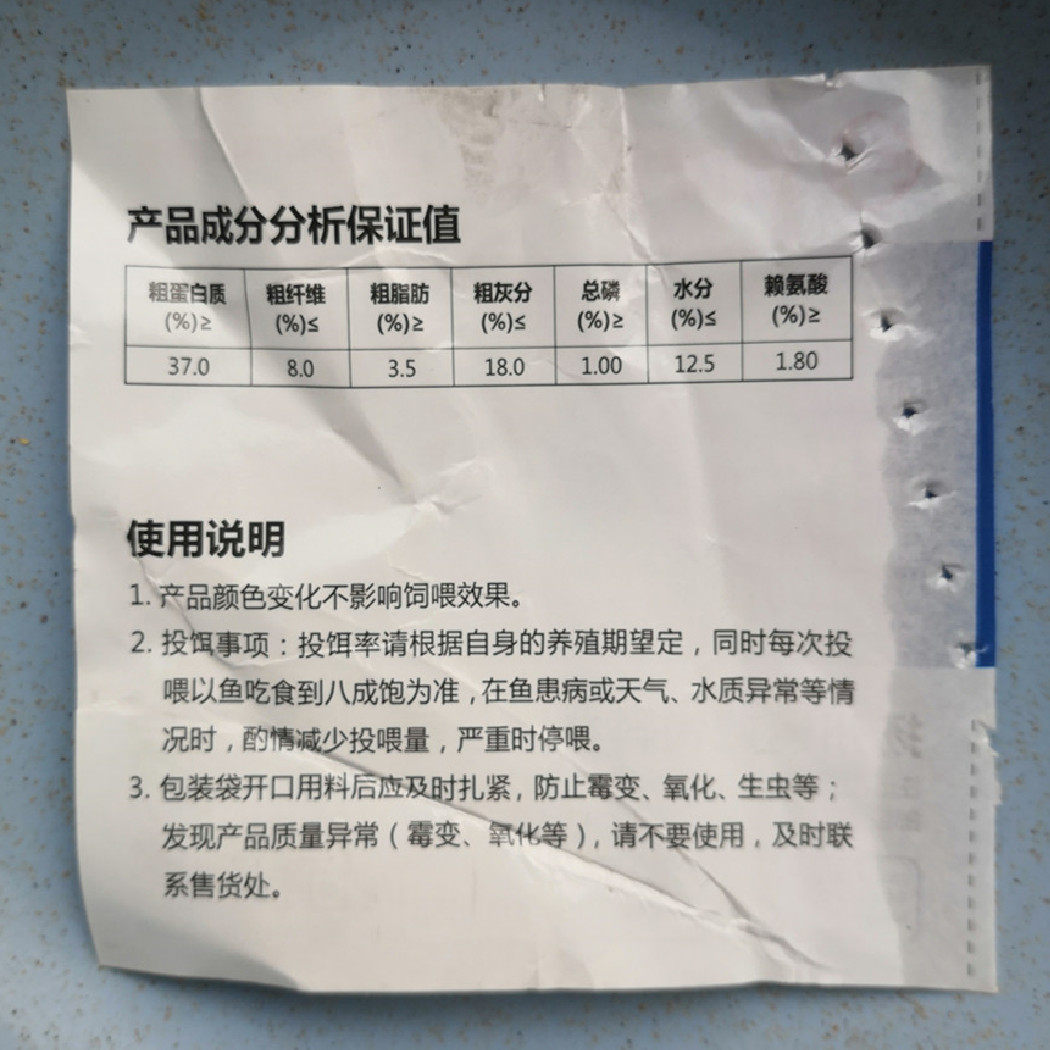 产品成分分析保证值
粗蛋白质 粗纤维 粗脂肪 粗灰分 总磷 水分 赖氨酸
(%)≥ (%)≤ (%)≥ (%)≤ (%)≥ (%)≤ (%)≥
37.0 8.0 3.5 18.0 1.00 12.5 1.80
使用说明
1. 产品颜色变化不影响饲喂效果。
2. 投饵事项：投饵率请根据自身的养殖期望定，同时每次投
喂以鱼吃食到八成饱为准，在鱼患病或天气、水质异常等情
况时，酌情减少投喂量，严重时停喂。
3. 包装袋开口用料后应及时扎紧，防止霉变、氧化、生虫等；
发现产品质量异常（霉变、氧化等），请不要使用，及时联
系售货处。